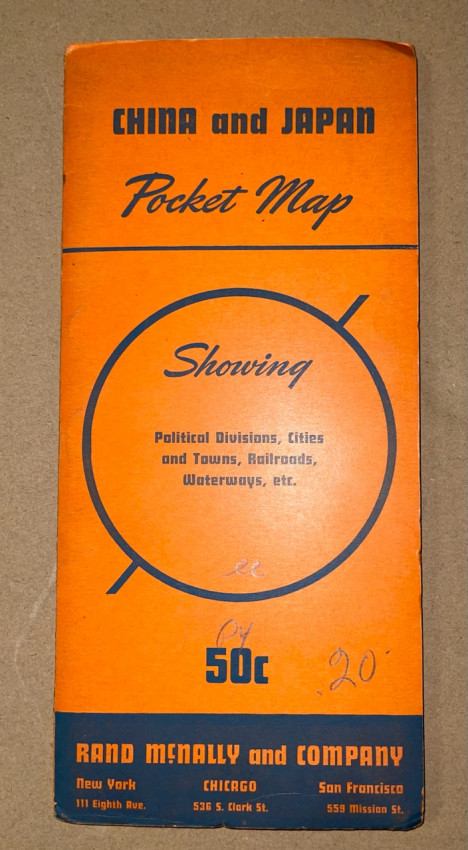 CHINA and JAPAN
Pocket Map
Showing
Political Divisions, Cities
and Towns, Railroads,
Waterways, etc.
50c
.20
RAND McNALLY and COMPANY
New York CHICAGO San Francisco
111 Eighth Ave. 536 S. Clark St. 559 Mission St.